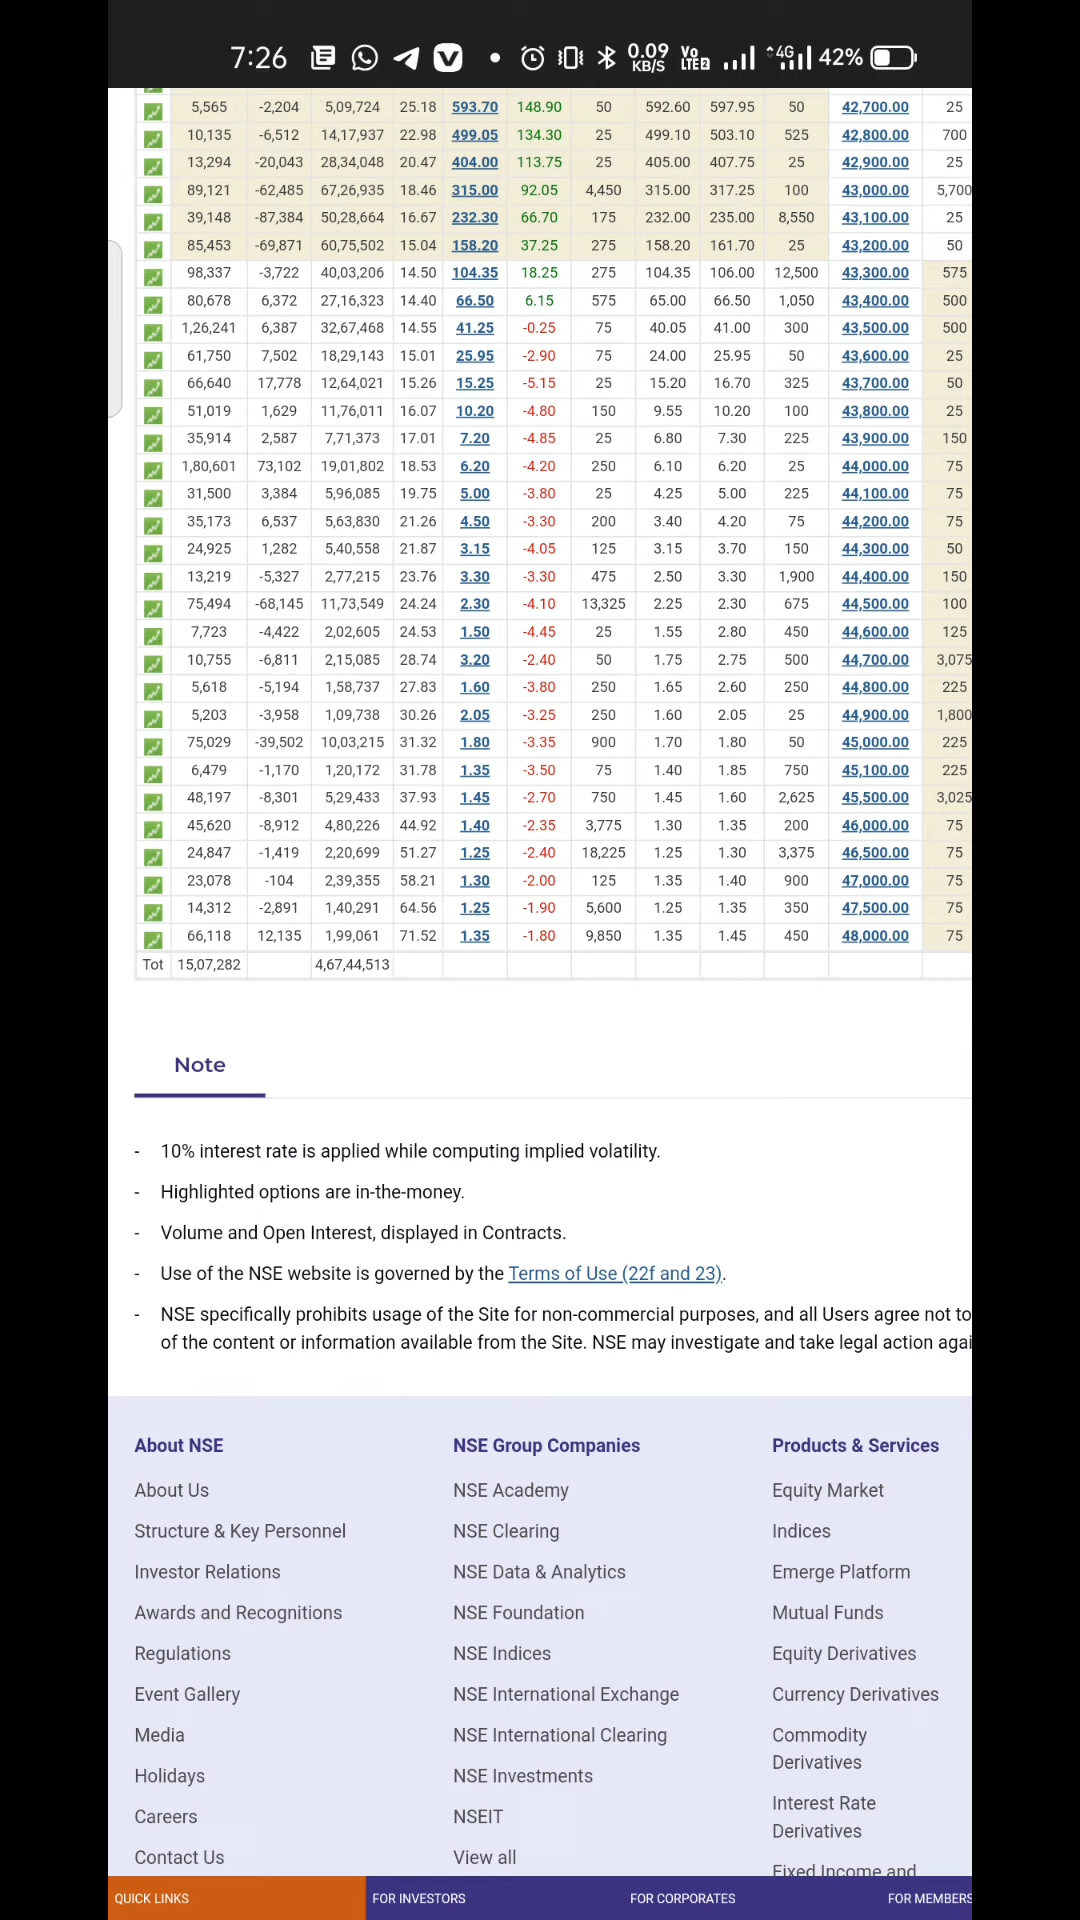 7:26 0.09 KB/S Vo LTE2 4G 42%
5,565 -2,204 5,09,724 25.18 593.70 148.90 50 592.60 597.95 50 42,700.00 25
10,135 -6,512 14,17,937 22.98 499.05 134.30 25 499.10 503.10 525 42,800.00 700
13,294 -20,043 28,34,048 20.47 404.00 113.75 25 405.00 407.75 25 42,900.00 25
89,121 -62,485 67,26,935 18.46 315.00 92.05 4,450 315.00 317.25 100 43,000.00 5,700
39,148 -87,384 50,28,664 16.67 232.30 66.70 175 232.00 235.00 8,550 43,100.00 25
85,453 -69,871 60,75,502 15.04 158.20 37.25 275 158.20 161.70 25 43,200.00 50
98,337 -3,722 40,03,206 14.50 104.35 18.25 275 104.35 106.00 12,500 43,300.00 575
80,678 6,372 27,16,323 14.40 66.50 6.15 575 65.00 66.50 1,050 43,400.00 500
1,26,241 6,387 32,67,468 14.55 41.25 -0.25 75 40.05 41.00 300 43,500.00 500
61,750 7,502 18,29,143 15.01 25.95 -2.90 75 24.00 25.95 50 43,600.00 25
66,640 17,778 12,64,021 15.26 15.25 -5.15 25 15.20 16.70 325 43,700.00 50
51,019 1,629 11,76,011 16.07 10.20 -4.80 150 9.55 10.20 100 43,800.00 25
35,914 2,587 7,71,373 17.01 7.20 -4.85 25 6.80 7.30 225 43,900.00 150
1,80,601 73,102 19,01,802 18.53 6.20 -4.20 250 6.10 6.20 25 44,000.00 75
31,500 3,384 5,96,085 19.75 5.00 -3.80 25 4.25 5.00 225 44,100.00 75
35,173 6,537 5,63,830 21.26 4.50 -3.30 200 3.40 4.20 75 44,200.00 75
24,925 1,282 5,40,558 21.87 3.15 -4.05 125 3.15 3.70 150 44,300.00 50
13,219 -5,327 2,77,215 23.76 3.30 -3.30 475 2.50 3.30 1,900 44,400.00 150
75,494 -68,145 11,73,549 24.24 2.30 -4.10 13,325 2.25 2.30 675 44,500.00 100
7,723 -4,422 2,02,605 24.53 1.50 -4.45 25 1.55 2.80 450 44,600.00 125
10,755 -6,811 2,15,085 28.74 3.20 -2.40 50 1.75 2.75 500 44,700.00 3,075
5,618 -5,194 1,58,737 27.83 1.60 -3.80 250 1.65 2.60 250 44,800.00 225
5,203 -3,958 1,09,738 30.26 2.05 -3.25 250 1.60 2.05 25 44,900.00 1,800
75,029 -39,502 10,03,215 31.32 1.80 -3.35 900 1.70 1.80 50 45,000.00 225
6,479 -1,170 1,20,172 31.78 1.35 -3.50 75 1.40 1.85 750 45,100.00 225
48,197 -8,301 5,29,433 37.93 1.45 -2.70 750 1.45 1.60 2,625 45,500.00 3,025
45,620 -8,912 4,80,226 44.92 1.40 -2.35 3,775 1.30 1.35 200 46,000.00 75
24,847 -1,419 2,20,699 51.27 1.25 -2.40 18,225 1.25 1.30 3,375 46,500.00 75
23,078 -104 2,39,355 58.21 1.30 -2.00 125 1.35 1.40 900 47,000.00 75
14,312 -2,891 1,40,291 64.56 1.25 -1.90 5,600 1.25 1.35 350 47,500.00 75
66,118 12,135 1,99,061 71.52 1.35 -1.80 9,850 1.35 1.45 450 48,000.00 75
Tot 15,07,282 4,67,44,513
Note
- 10% interest rate is applied while computing implied volatility.
- Highlighted options are in-the-money.
- Volume and Open Interest, displayed in Contracts.
- Use of the NSE website is governed by the Terms of Use (22f and 23).
- NSE specifically prohibits usage of the Site for non-commercial purposes, and all Users agree not to
of the content or information available from the Site. NSE may investigate and take legal action agai
About NSE NSE Group Companies Products & Services
About Us NSE Academy Equity Market
Structure & Key Personnel NSE Clearing Indices
Investor Relations NSE Data & Analytics Emerge Platform
Awards and Recognitions NSE Foundation Mutual Funds
Regulations NSE Indices Equity Derivatives
Event Gallery NSE International Exchange Currency Derivatives
Media NSE International Clearing Commodity
Derivatives
Holidays NSE Investments
Interest Rate
Careers NSEIT
Derivatives
Contact Us View all
Fixed Income and
QUICK LINKS FOR INVESTORS FOR CORPORATES FOR MEMBERS